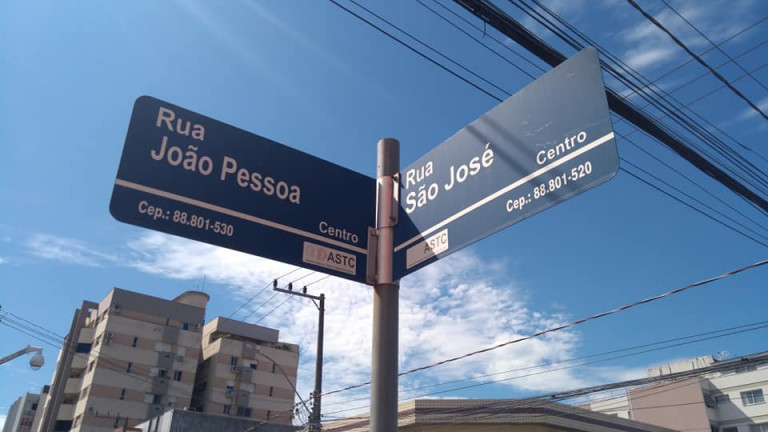 Rua
João Pessoa
Cep.: 88.801-530
Centro
ASTC
Rua
São José
Centro
Cep.: 88.801-520
ASTC